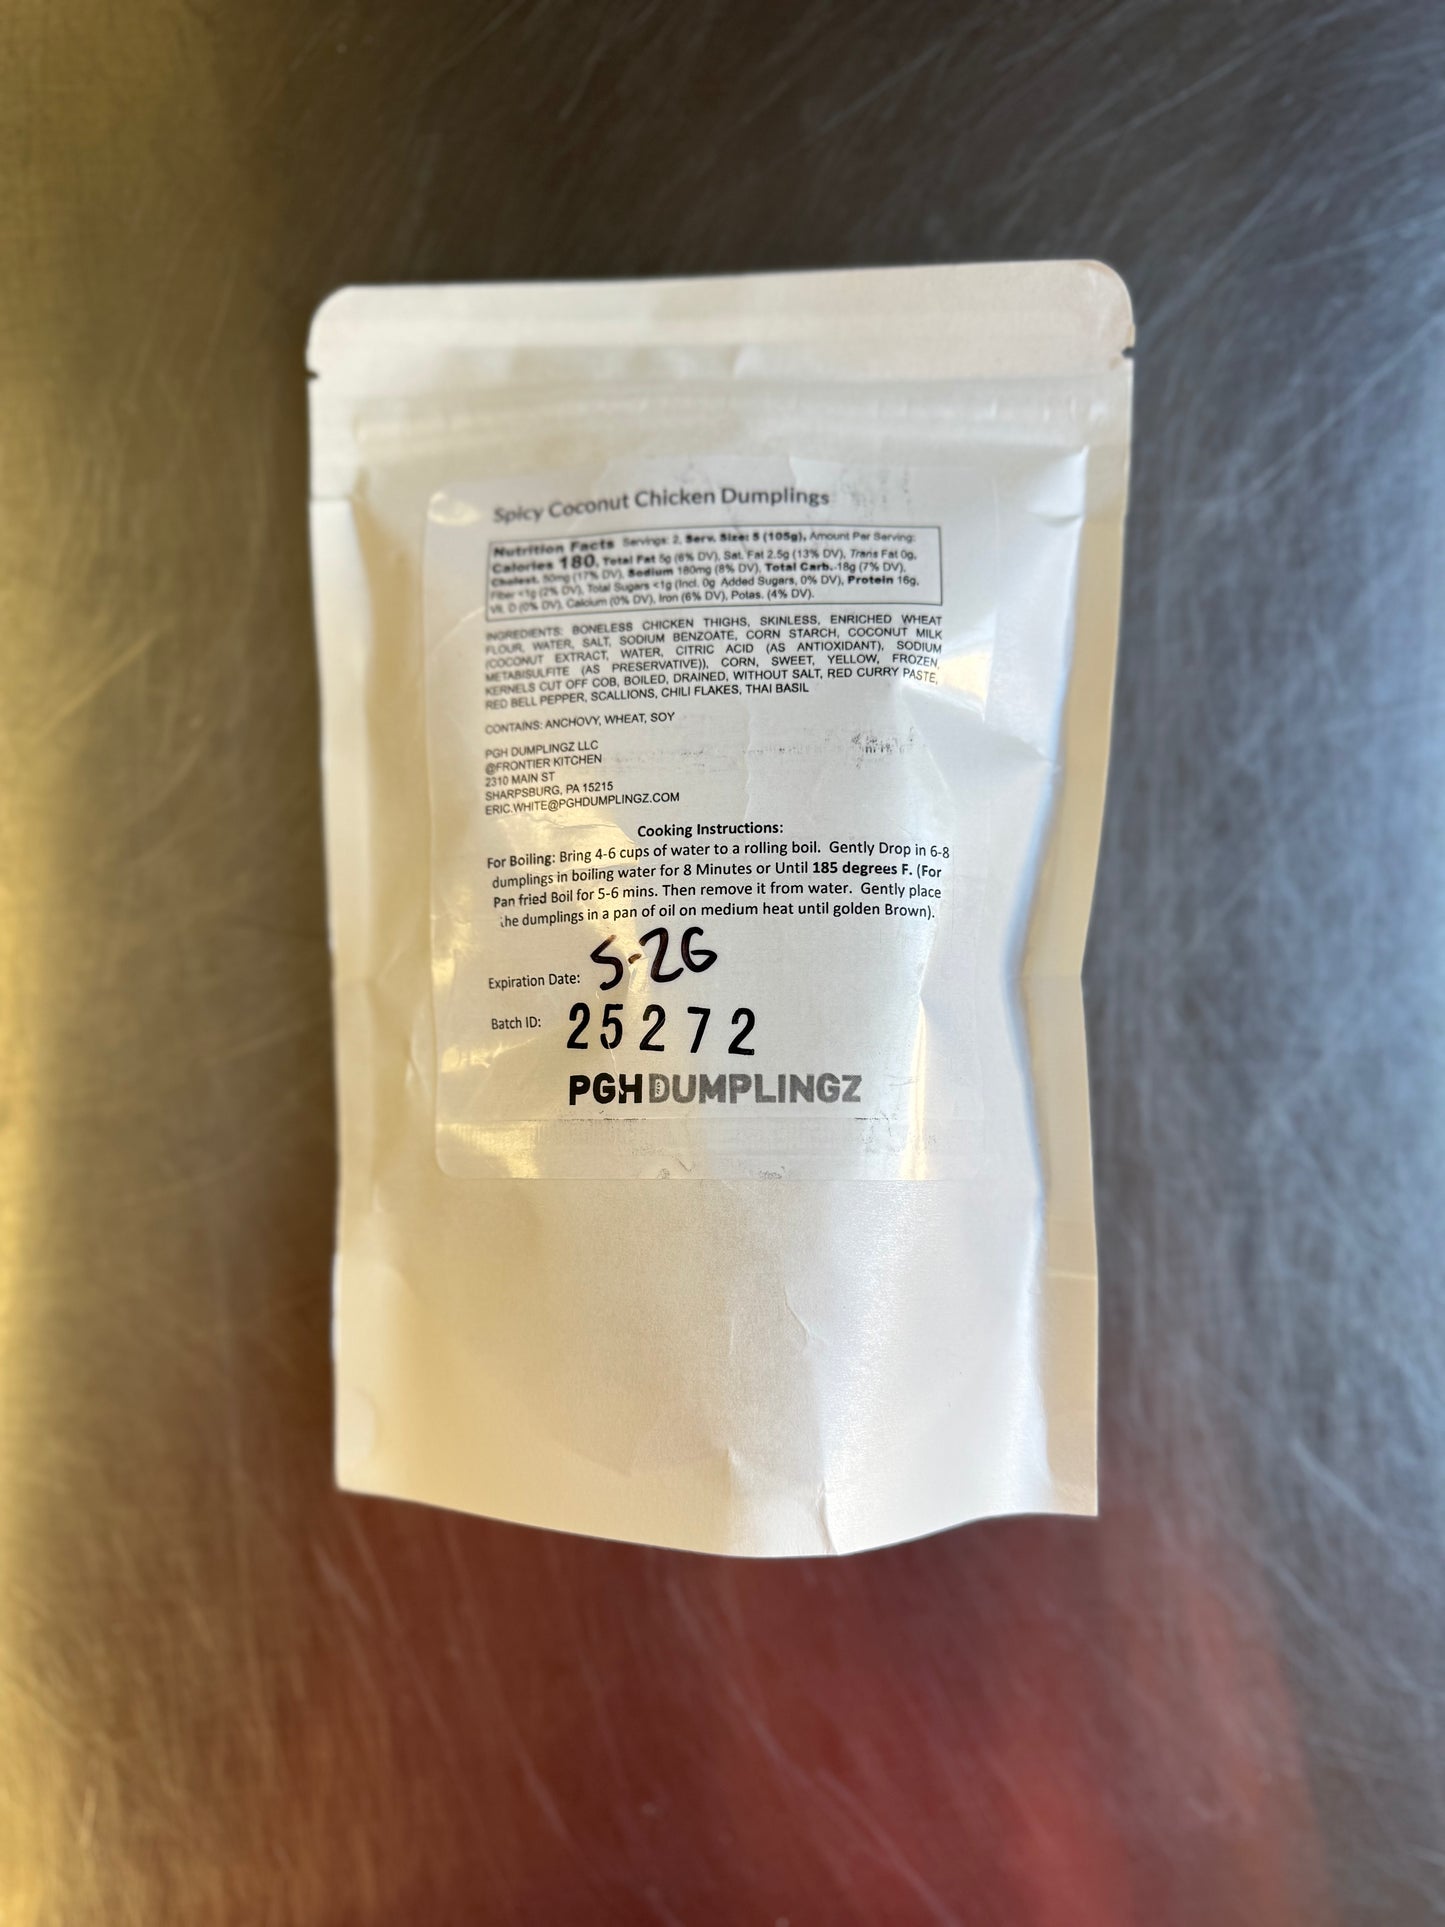 Spicy Coconut Chicken Dumplings
Nutrition Facts Servings: 2, Serv. Size: 5 (105g), Amount Per Serving:
Calories 180, Total Fat 5g (6% DV), Sat. Fat 2.5g (13% DV), Trans Fat 0g,
Cholest. 50mg (17% DV), Sodium 180mg (8% DV), Total Carb. 18g (7% DV),
Fiber <1g (2% DV), Total Sugars <1g (Incl. 0g Added Sugars, 0% DV), Protein 16g,
Vit. D (0% DV), Calcium (0% DV), Iron (6% DV), Potas. (4% DV).
INGREDIENTS: BONELESS CHICKEN THIGHS, SKINLESS, ENRICHED WHEAT
FLOUR, WATER, SALT, SODIUM BENZOATE, CORN STARCH, COCONUT MILK
(COCONUT EXTRACT, WATER, CITRIC ACID (AS ANTIOXIDANT), SODIUM
METABISULFITE (AS PRESERVATIVE)), CORN, SWEET, YELLOW, FROZEN,
KERNELS CUT OFF COB, BOILED, DRAINED, WITHOUT SALT, RED CURRY PASTE,
RED BELL PEPPER, SCALLIONS, CHILI FLAKES, THAI BASIL
CONTAINS: ANCHOVY, WHEAT, SOY
PGH DUMPLINGZ LLC
@FRONTIER KITCHEN
2310 MAIN ST
SHARPSBURG, PA 15215
ERIC.WHITE@PGHDUMPLINGZ.COM
Cooking Instructions:
For Boiling: Bring 4-6 cups of water to a rolling boil. Gently Drop in 6-8
dumplings in boiling water for 8 Minutes or Until 185 degrees F. (For
Pan fried Boil for 5-6 mins. Then remove it from water. Gently place
the dumplings in a pan of oil on medium heat until golden Brown).
Expiration Date: 5-26
Batch ID: 25272
PGHDUMPLINGZ